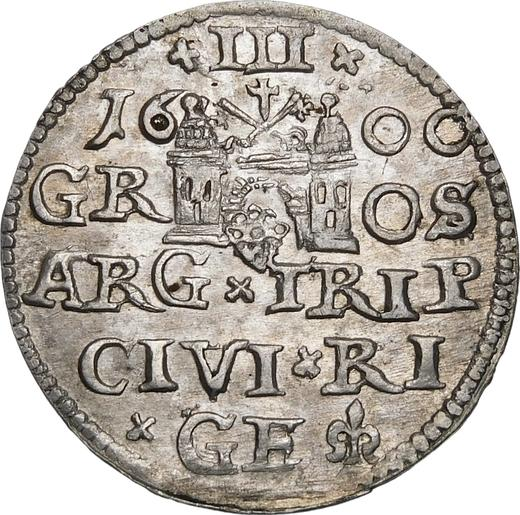 III
16 00
GR OS
ARG × TRIP
CIVI × RI
× GE